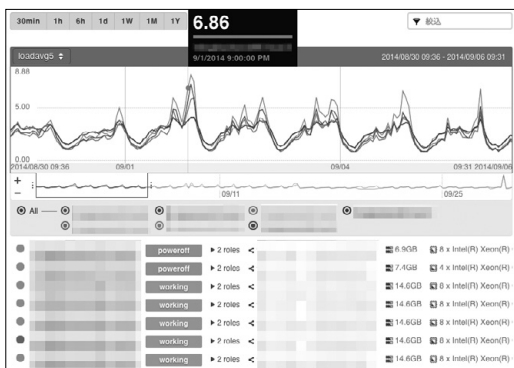 30min 1h 6h 1d 1W 1M 1Y
6.86
9/1/2014 9:00:00 PM
絞込
loadavg5
2014/08/30 09:36 - 2014/09/06 09:31
8.88
5.00
0.00
2014/08/30 09:36 09/01 09/04 09:31 2014/09/06
+
-
09/11 09/25
All
poweroff 2 roles 6.9GB 8 x Intel(R) Xeon(R)
poweroff 2 roles 7.4GB 4 x Intel(R) Xeon(R)
working 2 roles 14.6GB 8 x Intel(R) Xeon(R)
working 2 roles 14.6GB 8 x Intel(R) Xeon(R)
working 2 roles 14.6GB 8 x Intel(R) Xeon(R)
working 2 roles 14.6GB 8 x Intel(R) Xeon(R)
working 2 roles 14.6GB 8 x Intel(R) Xeon(R)